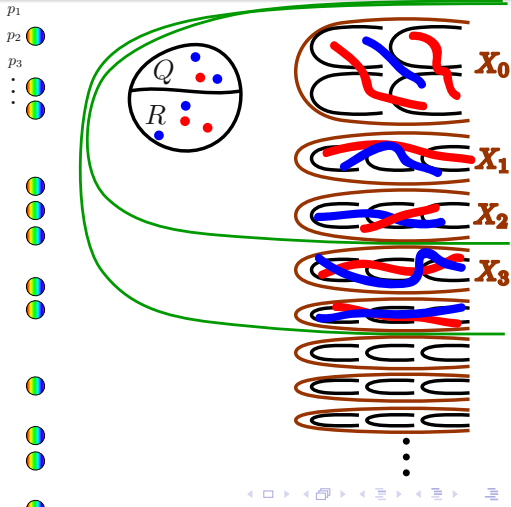 p₁
p₂
p₃
Q
R
X₀
X₁
X₂
X₃